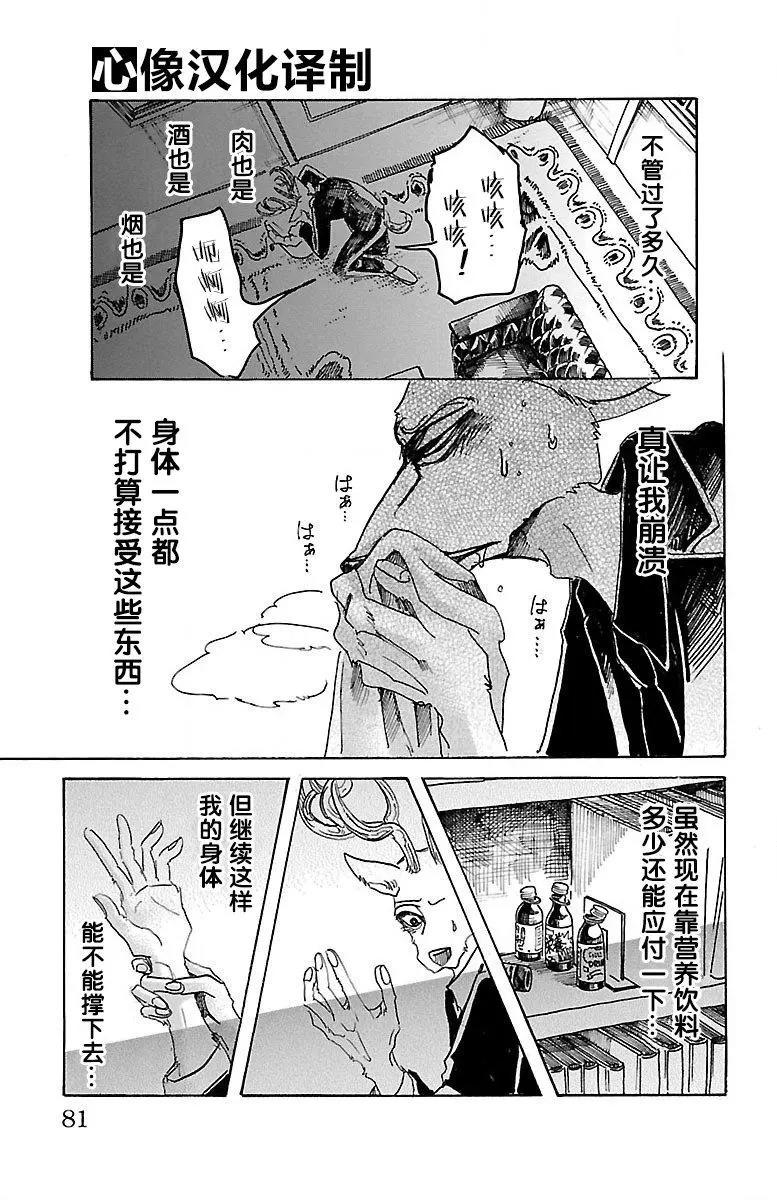 心像汉化译制
不管过了多久…
咳咳…
咳咳！
肉也是
酒也是
烟也是
呃呃呃…
真让我崩溃
はぁ…
はぁ…
はぁ……
身体一点都
不打算接受这些东西…
虽然现在靠营养饮料
多少还能应付一下…
但继续这样
我的身体
能不能撑下去…
81